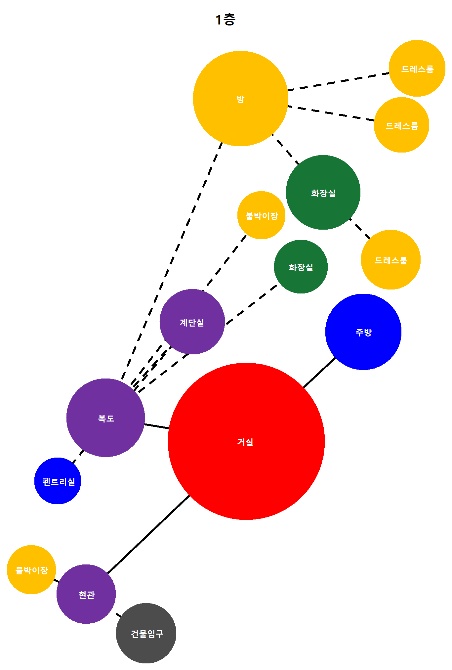 1층
드레스룸
방
드레스룸
화장실
붙박이장
드레스룸
화장실
계단실
주방
복도
거실
펜트리실
붙박이장
현관
건물입구